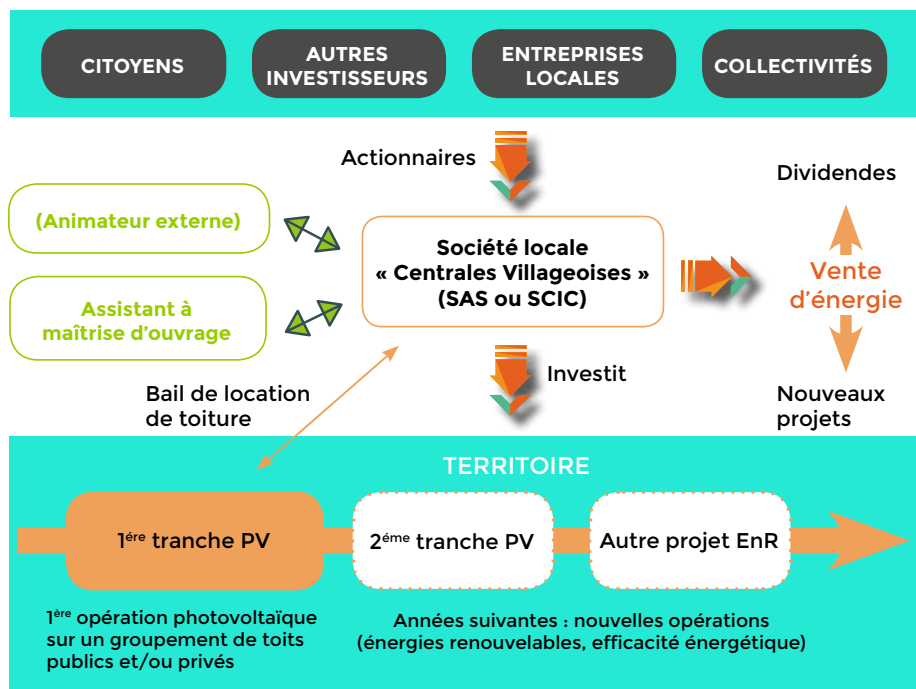 CITOYENS
AUTRES
INVESTISSEURS
ENTREPRISES
LOCALES
COLLECTIVITÉS
Actionnaires
Dividendes
(Animateur externe)
Société locale
« Centrales Villageoises »
(SAS ou SCIC)
Vente
d’énergie
Assistant à
maîtrise d’ouvrage
Investit
Bail de location
de toiture
Nouveaux
projets
TERRITOIRE
1ére tranche PV
2éme tranche PV
Autre projet EnR
1ère opération photovoltaïque
sur un groupement de toits
publics et/ou privés
Années suivantes : nouvelles opérations
(énergies renouvelables, efficacité énergétique)